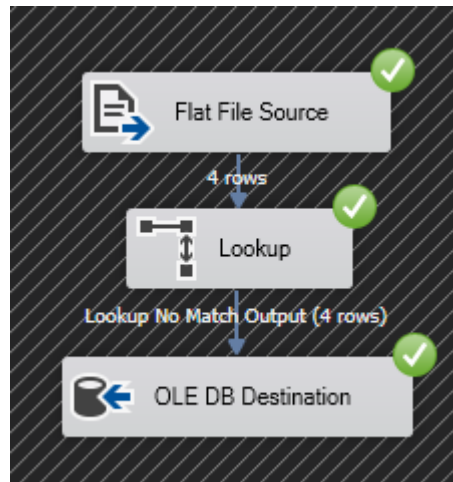 Flat File Source
4 rows
Lookup
Lookup No Match Output (4 rows)
OLE DB Destination